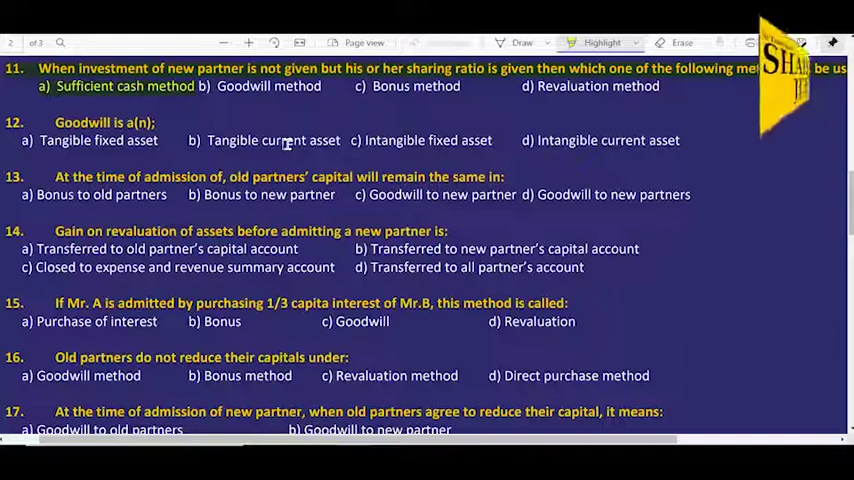 2 of 3 Page view Draw Highlight Erase
11. When investment of new partner is not given but his or her sharing ratio is given then which one of the following met be us
a) Sufficient cash method b) Goodwill method c) Bonus method d) Revaluation method
12. Goodwill is a(n);
a) Tangible fixed asset b) Tangible current asset c) Intangible fixed asset d) Intangible current asset
13. At the time of admission of, old partners' capital will remain the same in:
a) Bonus to old partners b) Bonus to new partner c) Goodwill to new partner d) Goodwill to new partners
14. Gain on revaluation of assets before admitting a new partner is:
a) Transferred to old partner's capital account b) Transferred to new partner's capital account
c) Closed to expense and revenue summary account d) Transferred to all partner's account
15. If Mr. A is admitted by purchasing 1/3 capita interest of Mr.B, this method is called:
a) Purchase of interest b) Bonus c) Goodwill d) Revaluation
16. Old partners do not reduce their capitals under:
a) Goodwill method b) Bonus method c) Revaluation method d) Direct purchase method
17. At the time of admission of new partner, when old partners agree to reduce their capital, it means:
a) Goodwill to old partners b) Goodwill to new partner